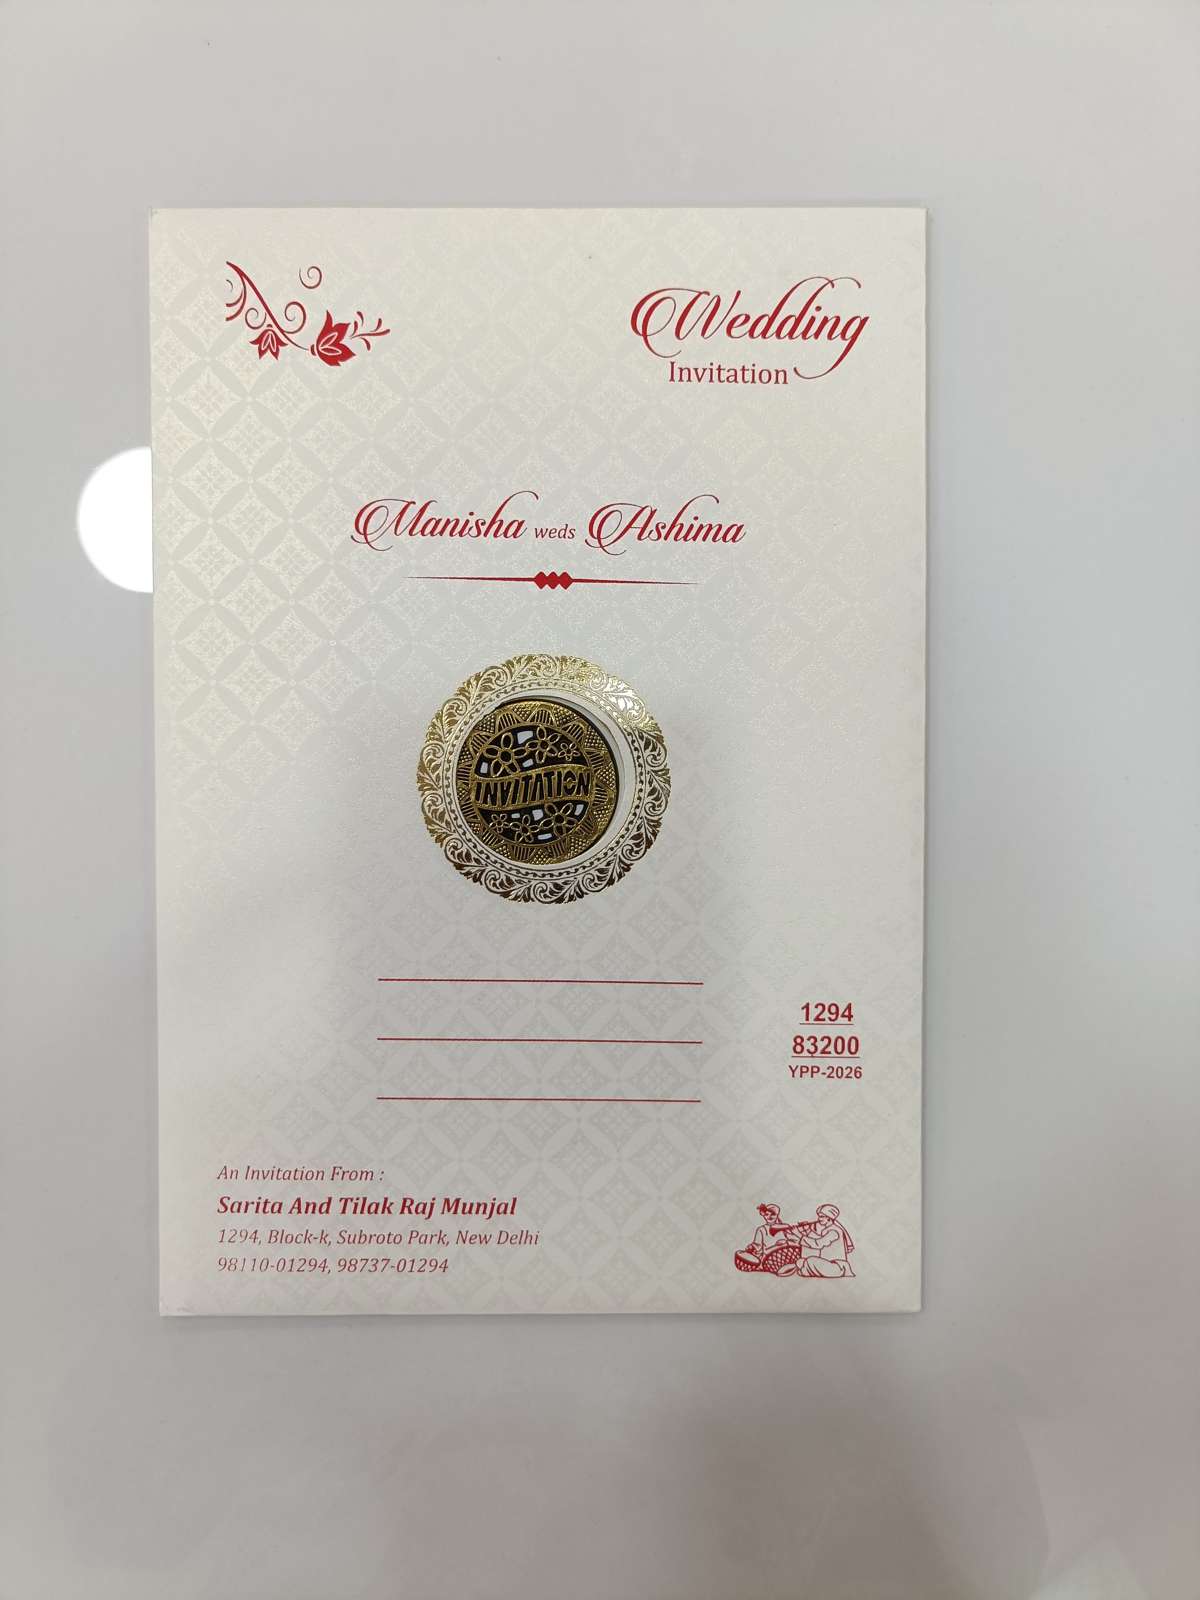 Wedding
Invitation
Manisha weds Ashima
INVITATION
1294
83200
YPP-2026
An Invitation From :
Sarita And Tilak Raj Munjal
1294, Block-k, Subroto Park, New Delhi
98110-01294, 98737-01294